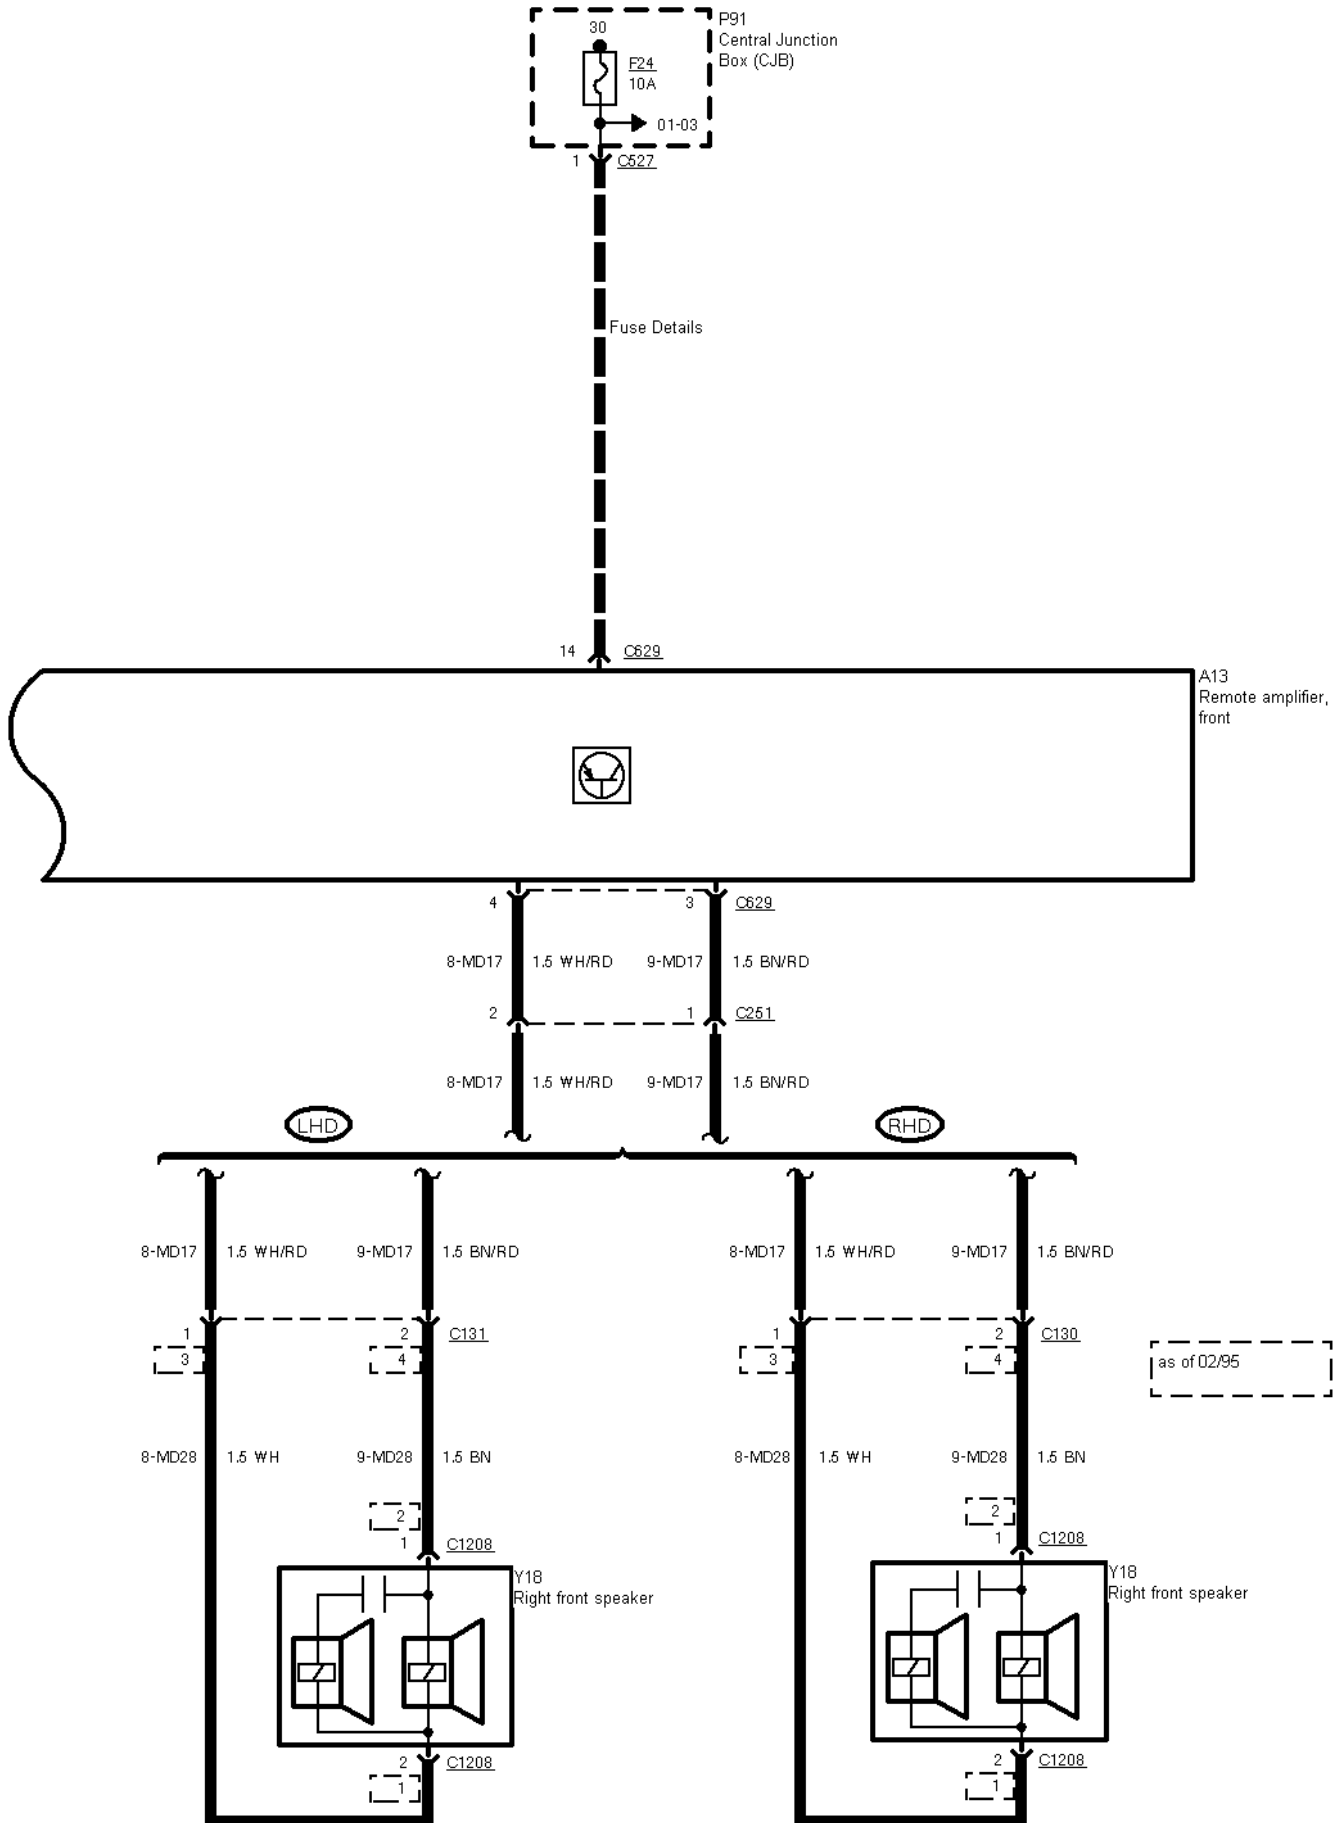 P91
Central Junction
Box (CJB)
30
F24
10A
01-03
1 C527
Fuse Details
14 C629
A13
Remote amplifier,
front
4 3 C629
8-MD17 1.5 WH/RD 9-MD17 1.5 BN/RD
2 1 C251
8-MD17 1.5 WH/RD 9-MD17 1.5 BN/RD
LHD RHD
8-MD17 1.5 WH/RD 9-MD17 1.5 BN/RD 8-MD17 1.5 WH/RD 9-MD17 1.5 BN/RD
1 2 C131 1 2 C130
3 4 3 4 as of 02/95
8-MD28 1.5 WH 9-MD28 1.5 BN 8-MD28 1.5 WH 9-MD28 1.5 BN
2 2
1 C1208 1 C1208
Y18 Y18
Right front speaker Right front speaker
2 C1208 2 C1208
1 1